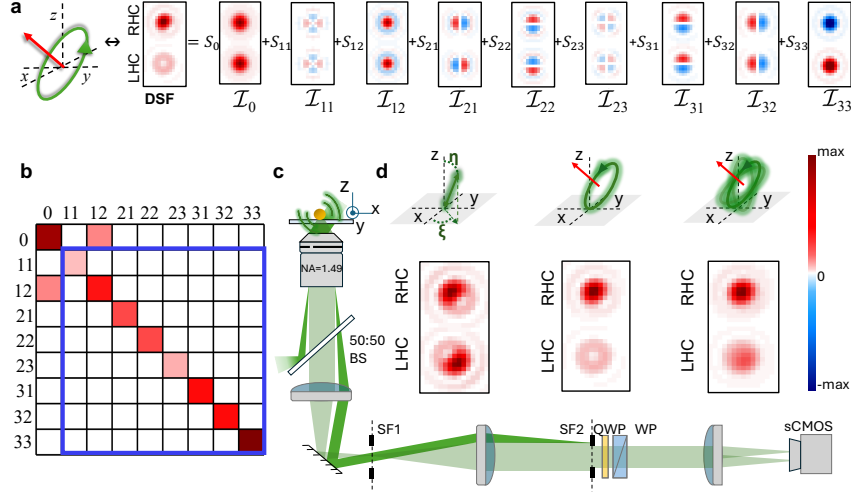 a
z
x
y
↔
RHC
LHC
DSF
= S₀
+S₁₁
+S₁₂
+S₂₁
+S₂₂
+S₂₃
+S₃₁
+S₃₂
+S₃₃
ℐ₀
ℐ₁₁
ℐ₁₂
ℐ₂₁
ℐ₂₂
ℐ₂₃
ℐ₃₁
ℐ₃₂
ℐ₃₃
b
0 11 12 21 22 23 31 32 33
0
11
12
21
22
23
31
32
33
c
z
x
y
NA=1.49
50:50
BS
SF1
SF2
QWP
WP
sCMOS
d
z
η
y
x
ξ
z
y
x
z
y
x
RHC
LHC
RHC
LHC
RHC
LHC
max
0
-max